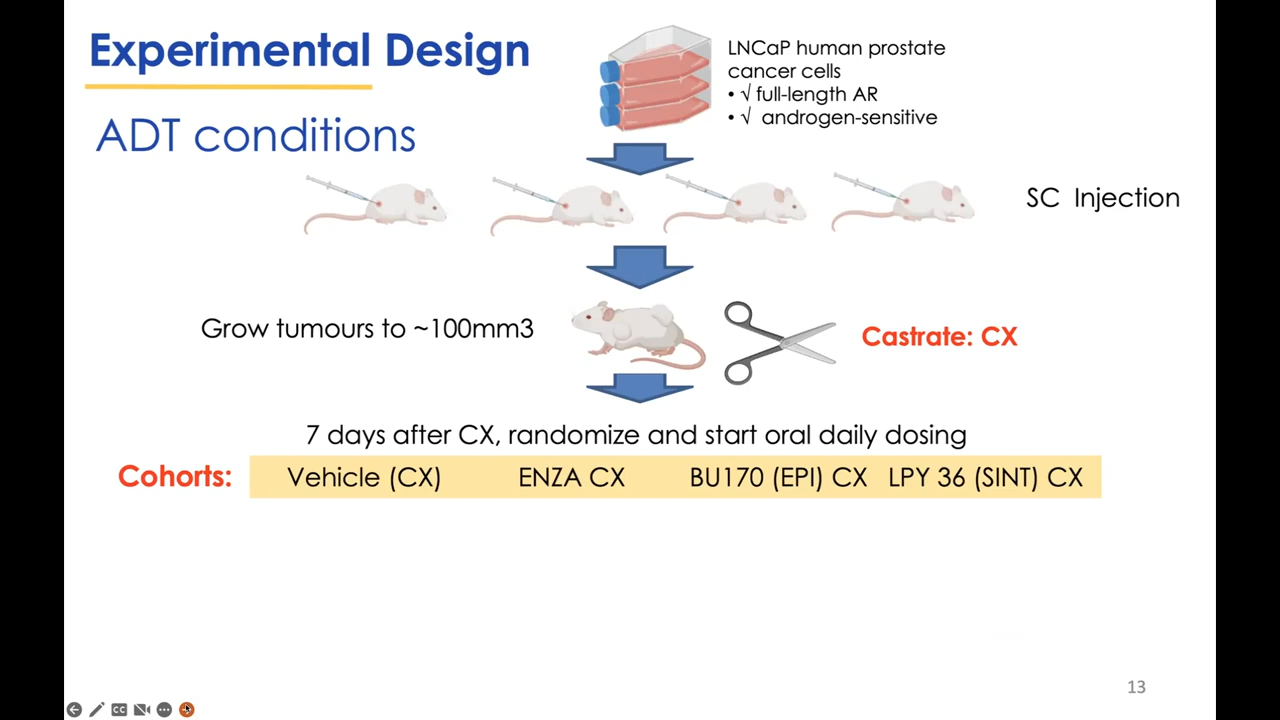 Experimental Design
ADT conditions
LNCaP human prostate
cancer cells
• √ full-length AR
• √ androgen-sensitive
SC Injection
Grow tumours to ~100mm3
Castrate: CX
7 days after CX, randomize and start oral daily dosing
Cohorts: Vehicle (CX) ENZA CX BU170 (EPI) CX LPY 36 (SINT) CX
13
CC